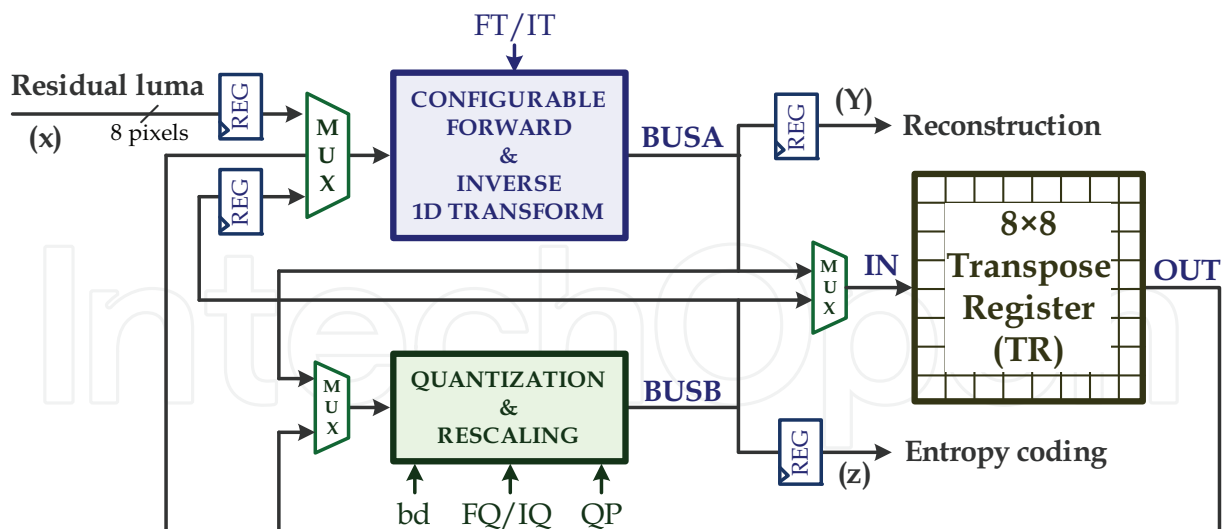 FT/IT
Residual luma
(x)
8 pixels
REG
REG
MUX
CONFIGURABLE
FORWARD
&
INVERSE
1D TRANSFORM
BUSA
REG
(Y)
Reconstruction
MUX
IN
8×8
Transpose
Register
(TR)
OUT
MUX
QUANTIZATION
&
RESCALING
BUSB
REG
(z)
Entropy coding
bd
FQ/IQ
QP
IntechOpen